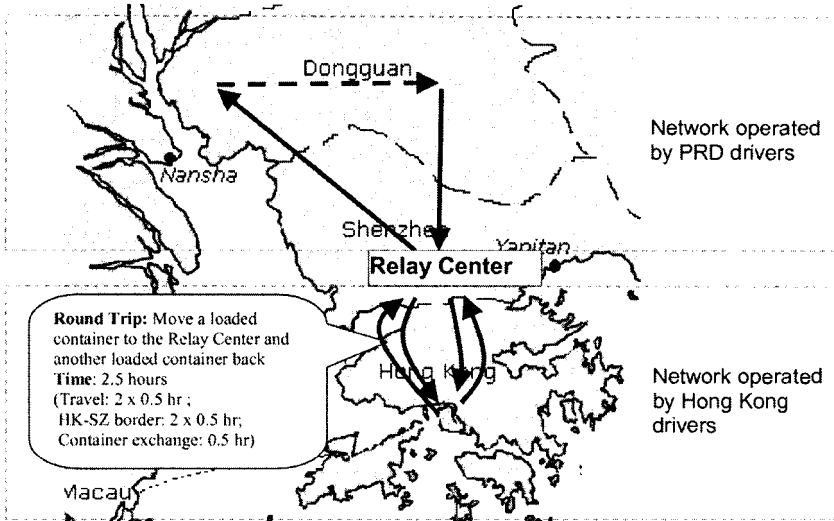 Dongguan
Network operated
by PRD drivers
Nansha
Shenzhen
Yantian
Relay Center
Round Trip: Move a loaded
container to the Relay Center and
another loaded container back
Time: 2.5 hours
(Travel: 2 x 0.5 hr ;
HK-SZ border: 2 x 0.5 hr;
Container exchange: 0.5 hr)
Hong Kong
Network operated
by Hong Kong
drivers
Macau